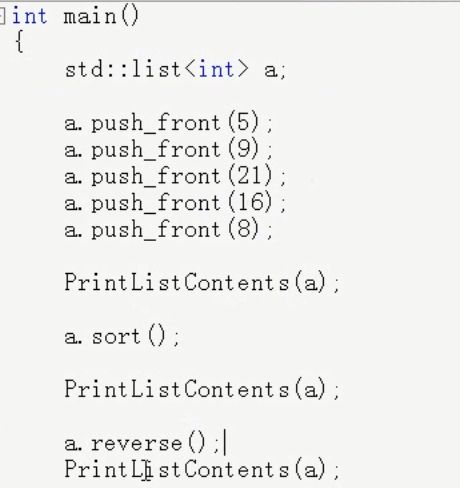 int main()
{
std::list<int> a;
a.push_front(5);
a.push_front(9);
a.push_front(21);
a.push_front(16);
a.push_front(8);
PrintListContents(a);
a.sort();
PrintListContents(a);
a.reverse();
PrintListContents(a);